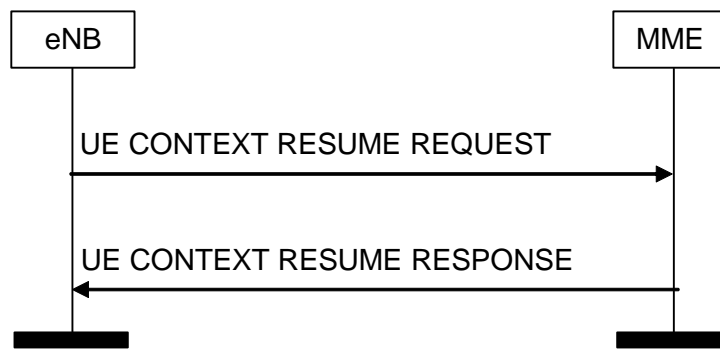 eNB
MME
UE CONTEXT RESUME REQUEST
UE CONTEXT RESUME RESPONSE